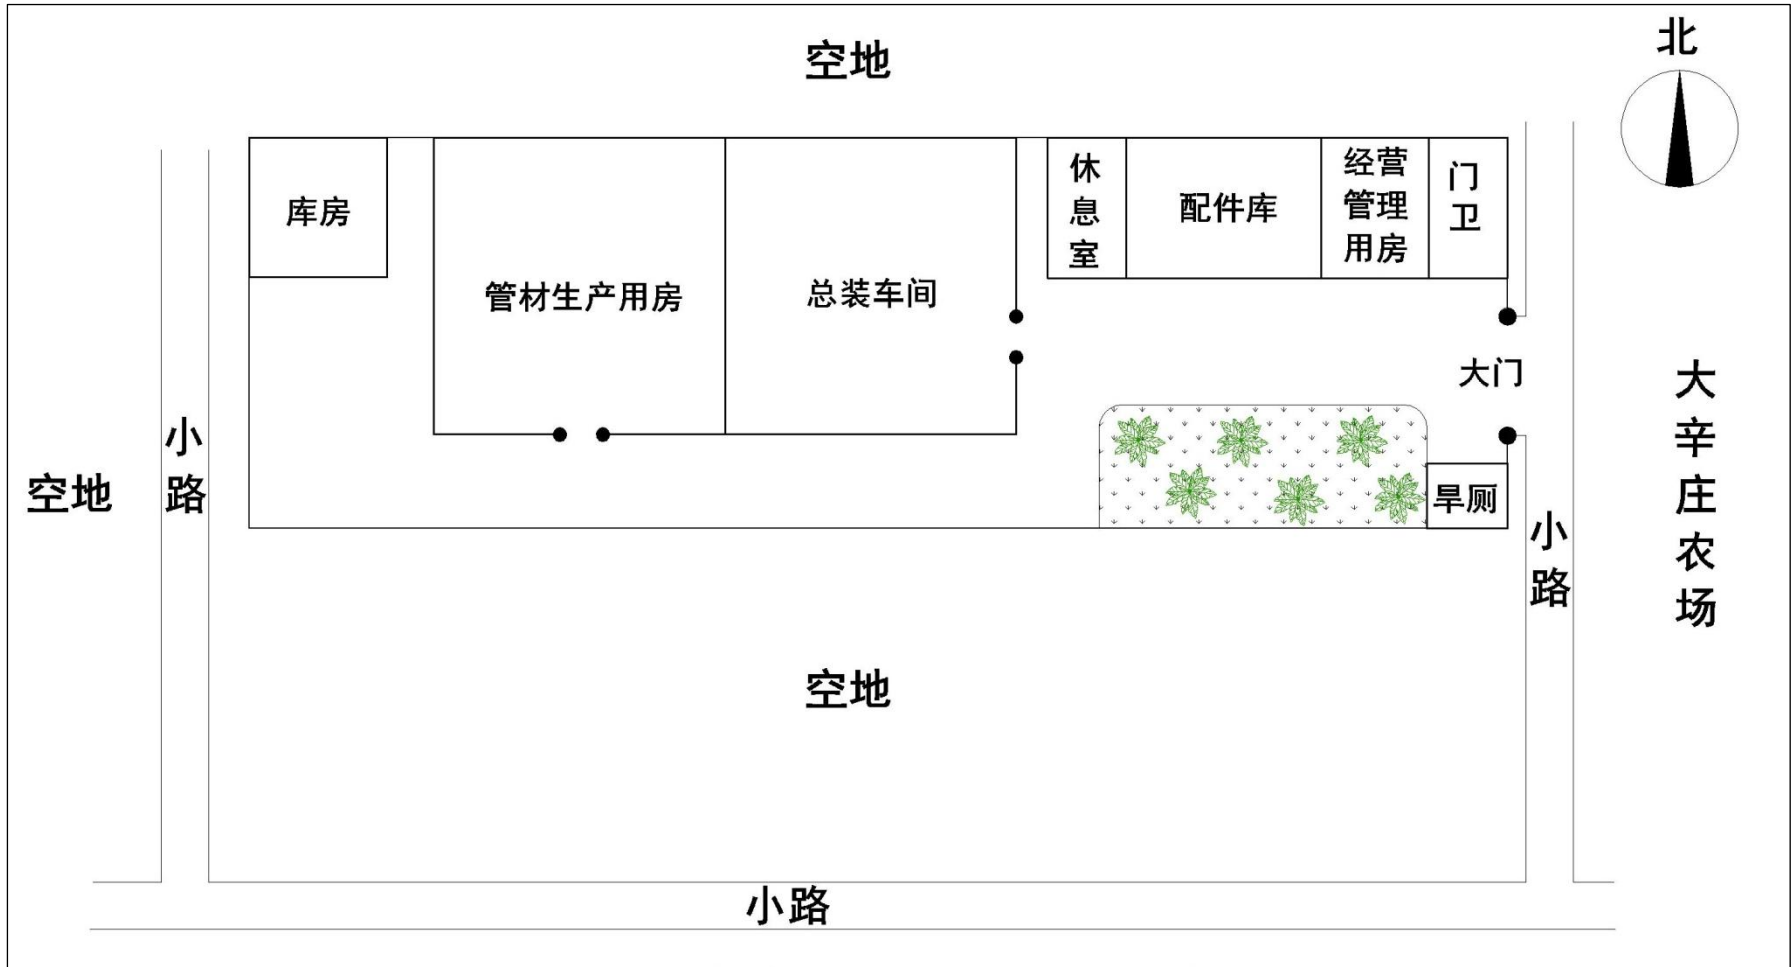 空地
北
库房
管材生产用房
总装车间
休
息
室
配件库
经营
管理
用房
门
卫
大门
旱厕
空地
小
路
小
路
大
辛
庄
农
场
空地
小路